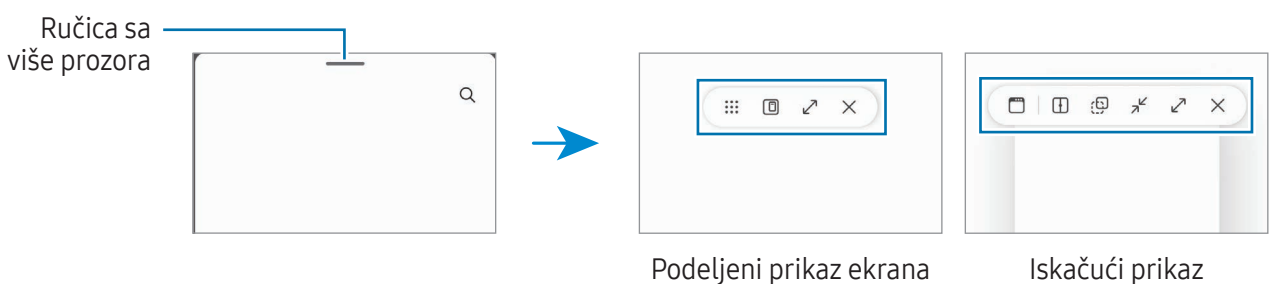 Ručica sa
više prozora
Podeljeni prikaz ekrana
Iskačući prikaz